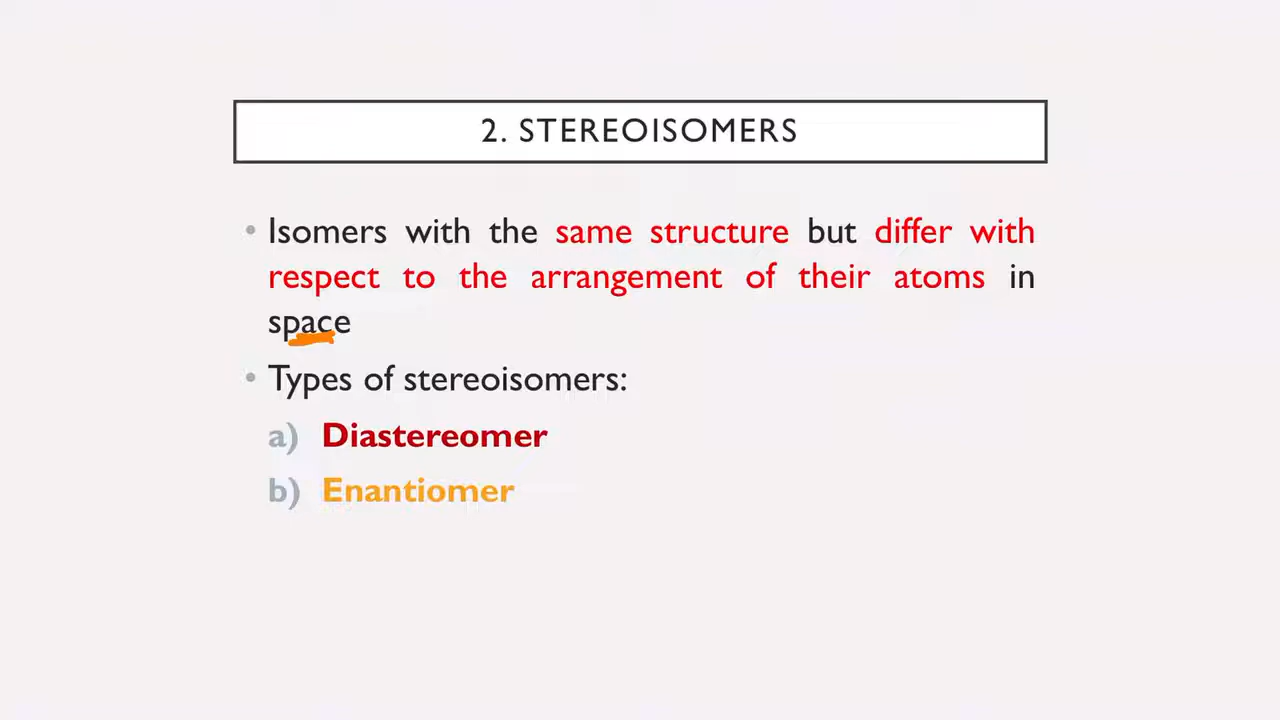 2. STEREOISOMERS
• Isomers with the same structure but differ with
respect to the arrangement of their atoms in
space
• Types of stereoisomers:
a) Diastereomer
b) Enantiomer